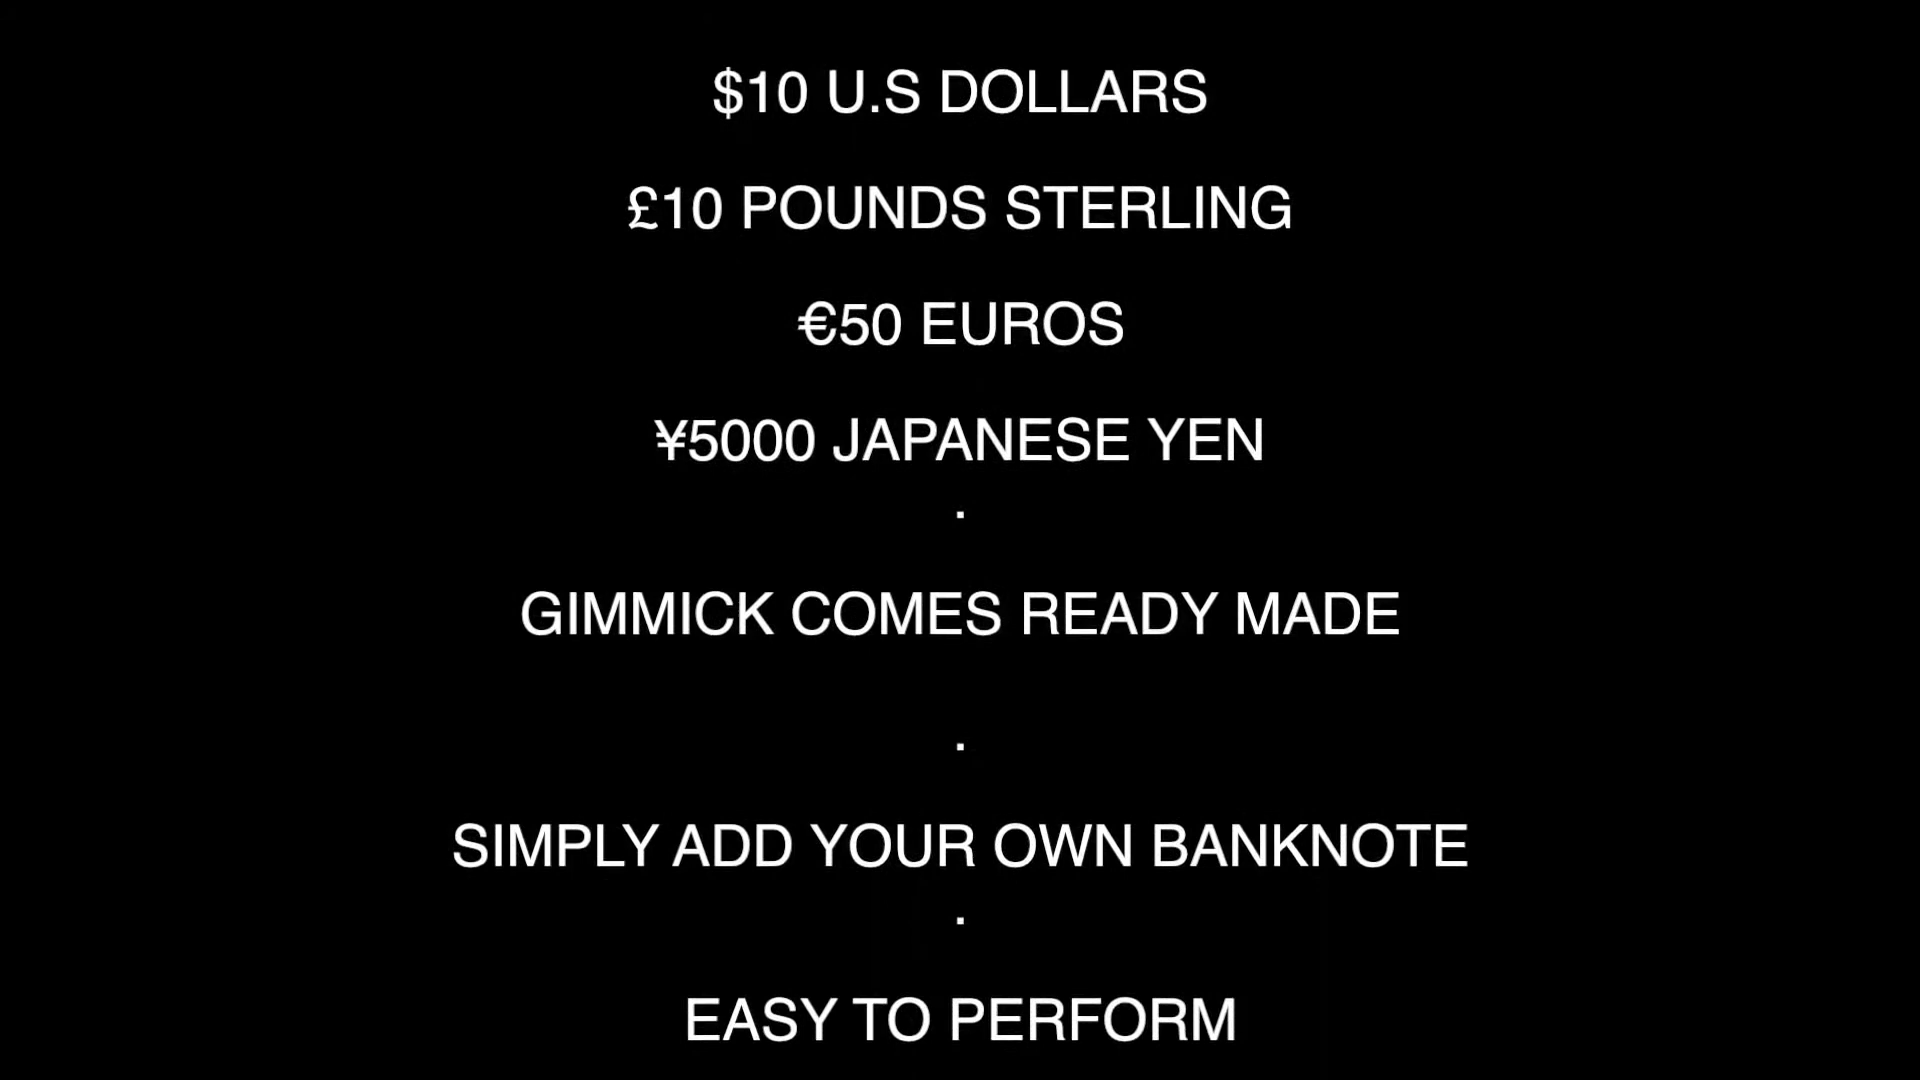 $10 U.S DOLLARS
£10 POUNDS STERLING
€50 EUROS
¥5000 JAPANESE YEN
.
GIMMICK COMES READY MADE
.
SIMPLY ADD YOUR OWN BANKNOTE
.
EASY TO PERFORM